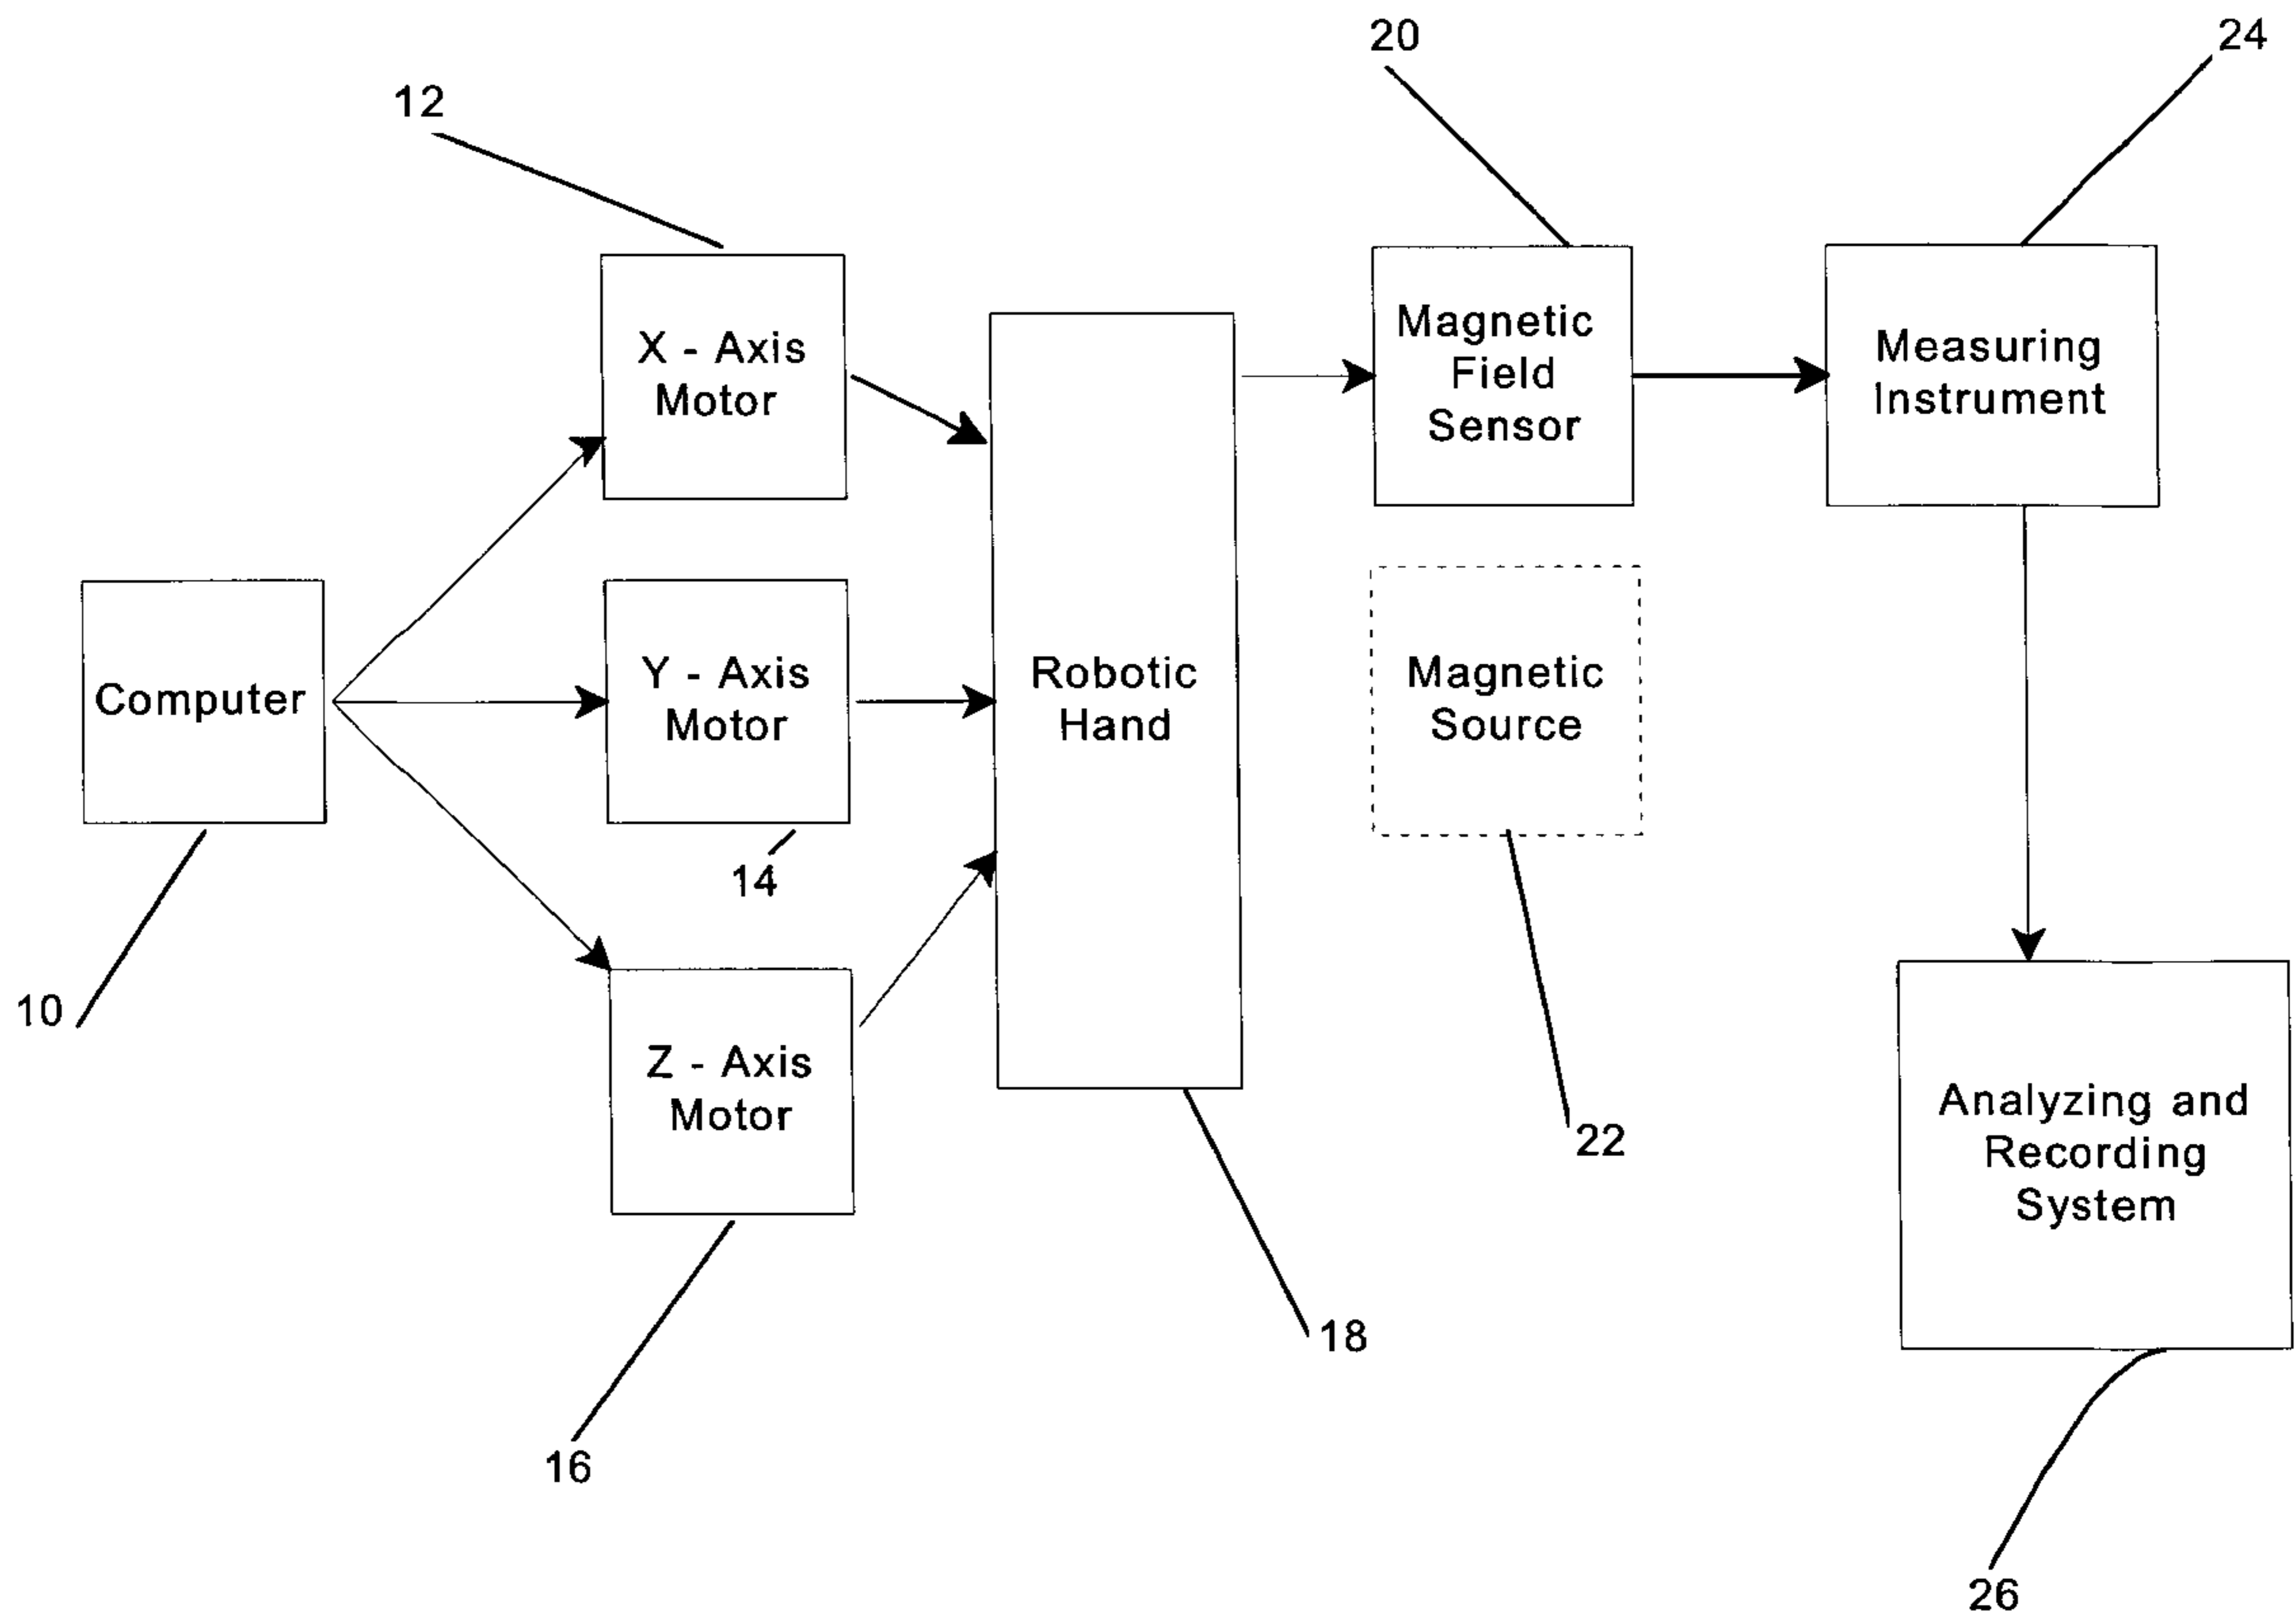 20
24
12
X - Axis
Motor
Magnetic
Field
Sensor
Measuring
Instrument
Computer
Y - Axis
Motor
14
Robotic
Hand
Magnetic
Source
10
Z - Axis
Motor
22
Analyzing and
Recording
System
18
16
26